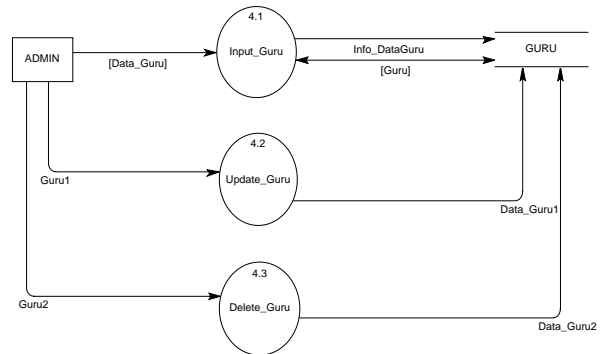 4.1
ADMIN
Input_Guru
Info_DataGuru
GURU
[Data_Guru]
[Guru]
4.2
Guru1
Update_Guru
Data_Guru1
4.3
Guru2
Delete_Guru
Data_Guru2